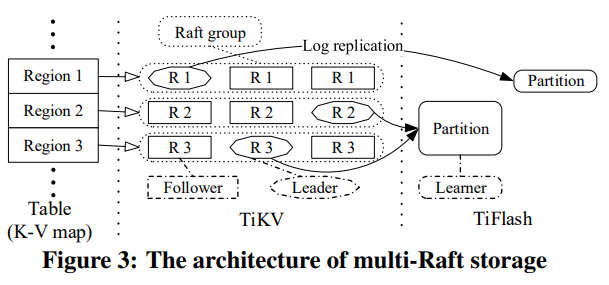 Raft group
Log replication
Region 1
R 1
R 1
R 1
Partition
Region 2
R 2
R 2
R 2
Partition
Region 3
R 3
R 3
R 3
Follower
Leader
Learner
Table
(K-V map)
TiKV
TiFlash
Figure 3: The architecture of multi-Raft storage